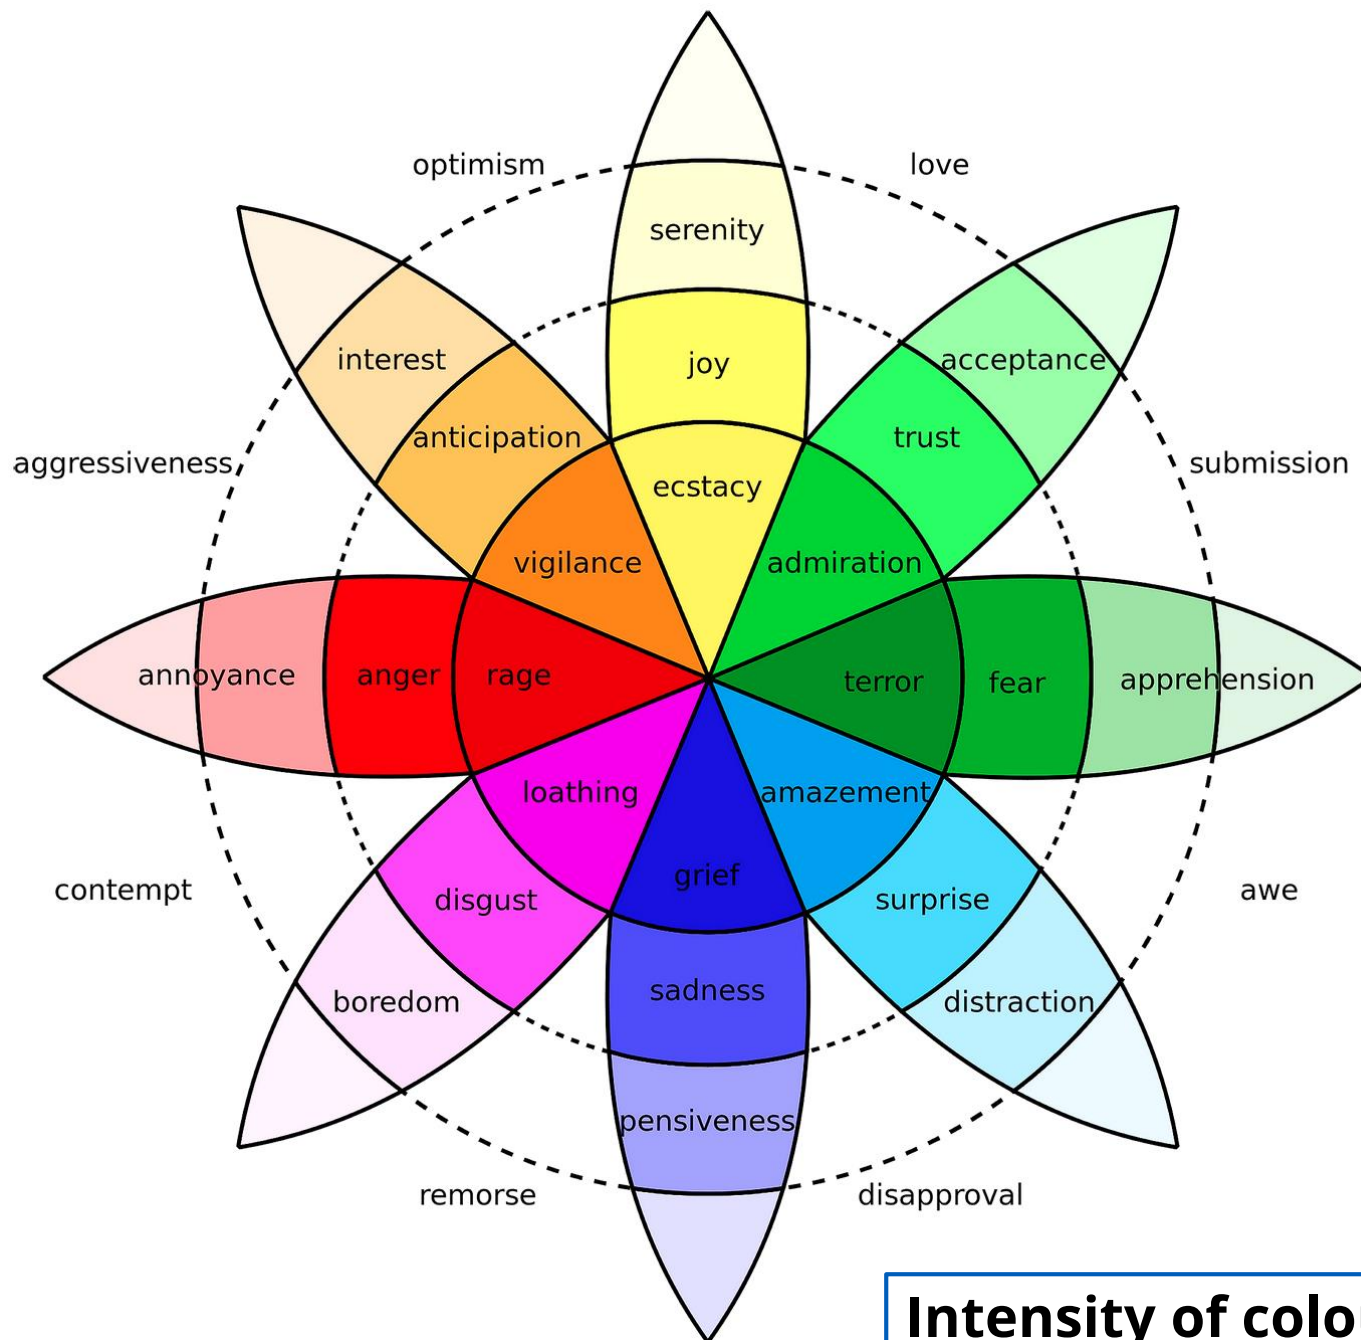 optimism
love
serenity
interest
joy
acceptance
anticipation
trust
aggressiveness
ecstacy
submission
vigilance
admiration
annoyance
anger
rage
terror
fear
apprehension
loathing
amazement
contempt
grief
awe
disgust
surprise
sadness
boredom
distraction
pensiveness
remorse
disapproval
Intensity of